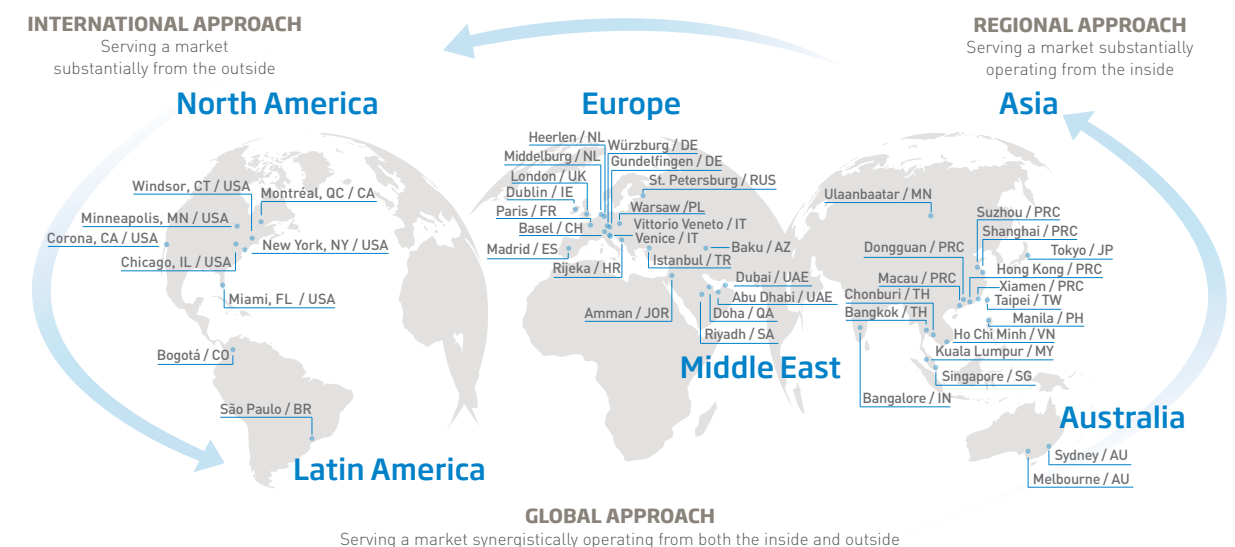 INTERNATIONAL APPROACH
Serving a market
substantially from the outside
REGIONAL APPROACH
Serving a market substantially
operating from the inside
North America
Europe
Asia
Windsor, CT / USA
Montréal, QC / CA
Minneapolis, MN / USA
Corona, CA / USA
New York, NY / USA
Chicago, IL / USA
Miami, FL / USA
Bogotá / CO
São Paulo / BR
Latin America
Heerlen / NL
Würzburg / DE
Middelburg / NL
Gundelfingen / DE
London / UK
St. Petersburg / RUS
Dublin / IE
Paris / FR
Warsaw /PL
Basel / CH
Vittorio Veneto / IT
Venice / IT
Madrid / ES
Baku / AZ
Rijeka / HR
Istanbul / TR
Dubai / UAE
Abu Dhabi / UAE
Amman / JOR
Doha / QA
Riyadh / SA
Middle East
Ulaanbaatar / MN
Suzhou / PRC
Shanghai / PRC
Dongguan / PRC
Tokyo / JP
Hong Kong / PRC
Macau / PRC
Xiamen / PRC
Chonburi / TH
Taipei / TW
Bangkok / TH
Manila / PH
Ho Chi Minh / VN
Kuala Lumpur / MY
Singapore / SG
Bangalore / IN
Australia
Sydney / AU
Melbourne / AU
GLOBAL APPROACH
Serving a market synergistically operating from both the inside and outside